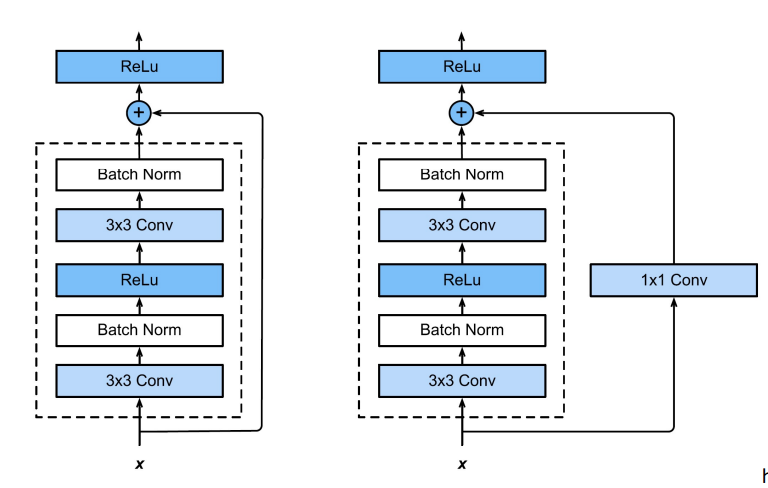 ReLu
+
Batch Norm
3x3 Conv
ReLu
Batch Norm
3x3 Conv
x
ReLu
+
Batch Norm
3x3 Conv
ReLu
Batch Norm
3x3 Conv
1x1 Conv
x
h